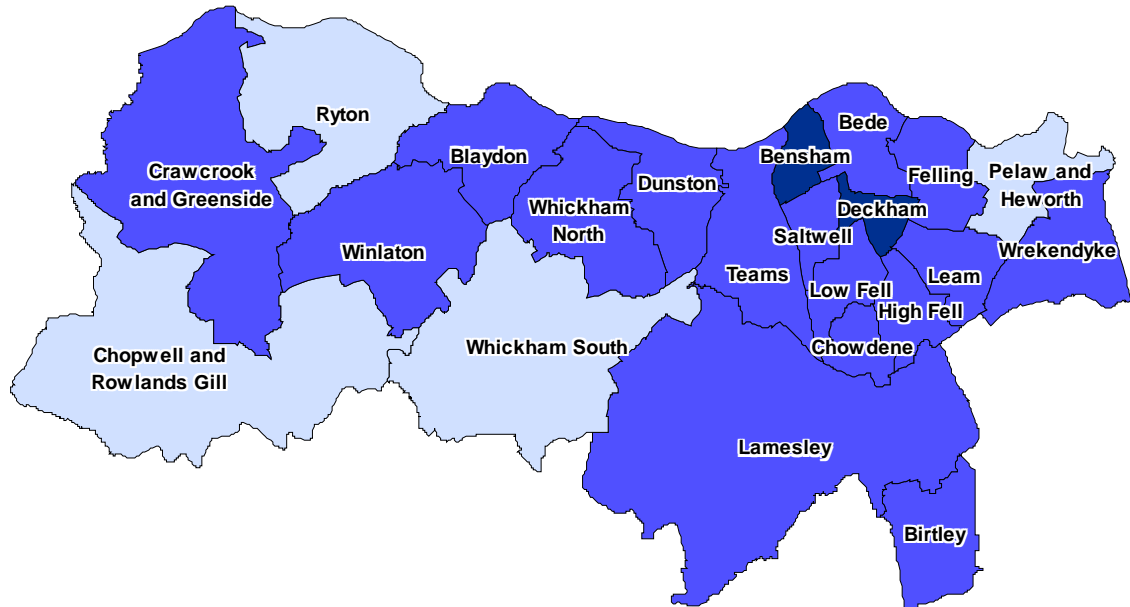 Ryton
Crawcrook
and Greenside
Blaydon
Winlaton
Whickham
North
Dunston
Bensham
Bede
Felling
Pelaw and
Heworth
Deckham
Saltwell
Wrekendyke
Teams
Low Fell
Leam
High Fell
Chowdene
Chopwell and
Rowlands Gill
Whickham South
Lamesley
Birtley